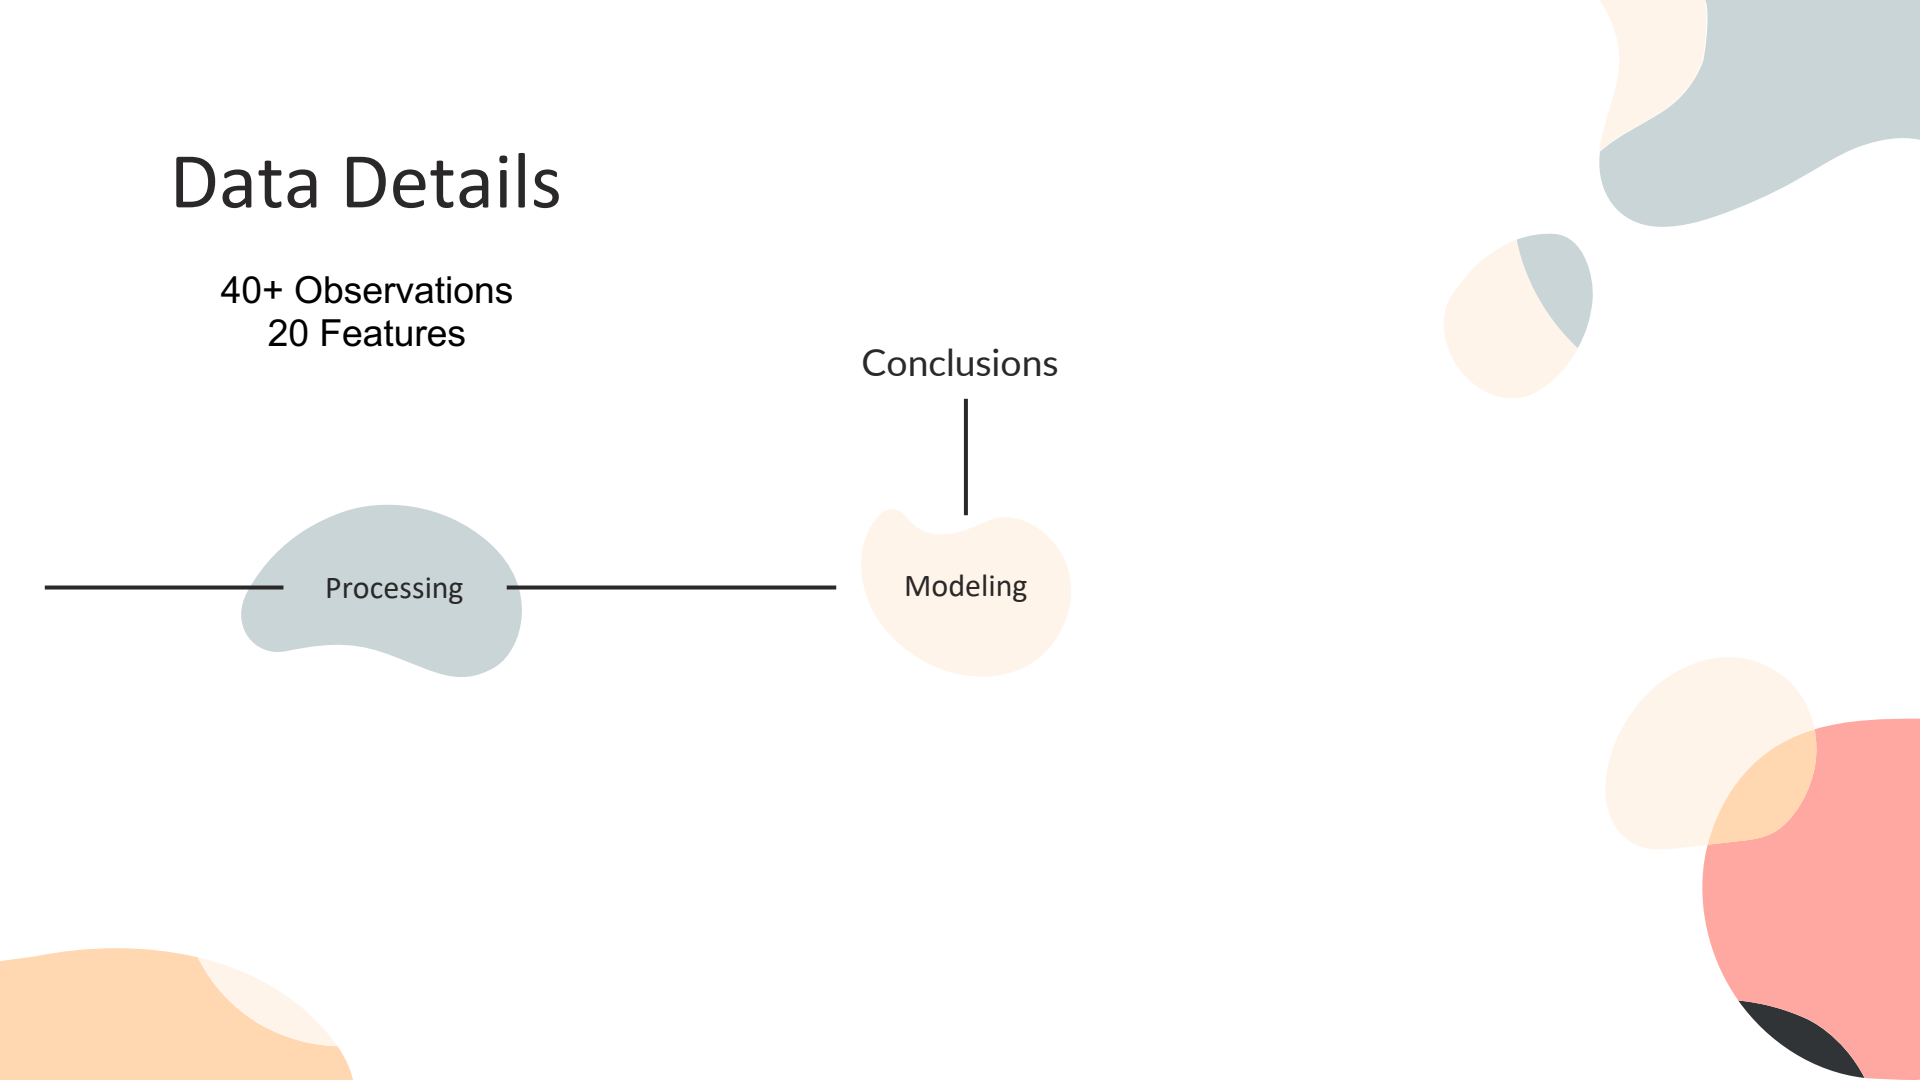 Data Details
40+ Observations
20 Features
Conclusions
Processing
Modeling